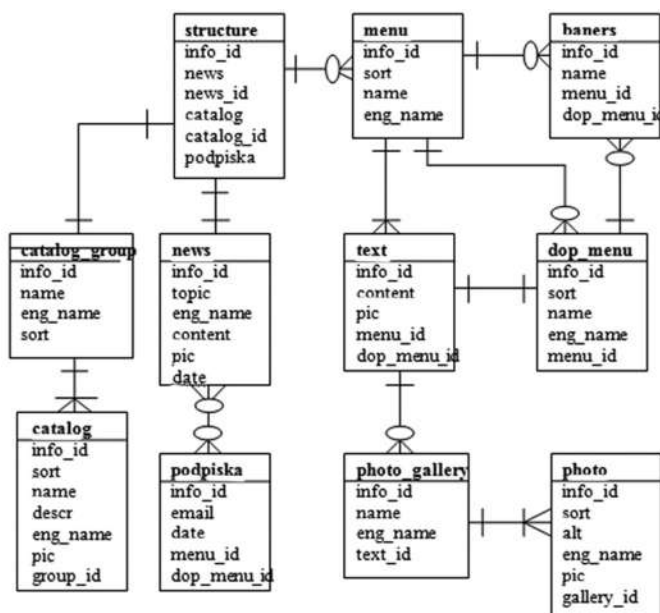 structure
info_id
news
news_id
catalog
catalog_id
podpiska
menu
info_id
sort
name
eng_name
baners
info_id
name
menu_id
dop_menu_id
catalog_group
info_id
name
eng_name
sort
news
info_id
topic
eng_name
content
pic
date
text
info_id
content
pic
menu_id
dop_menu_id
dop_menu
info_id
sort
name
eng_name
menu_id
catalog
info_id
sort
name
descr
eng_name
pic
group_id
podpiska
info_id
email
date
menu_id
dop_menu_id
photo_gallery
info_id
name
eng_name
text_id
photo
info_id
sort
alt
eng_name
pic
gallery_id